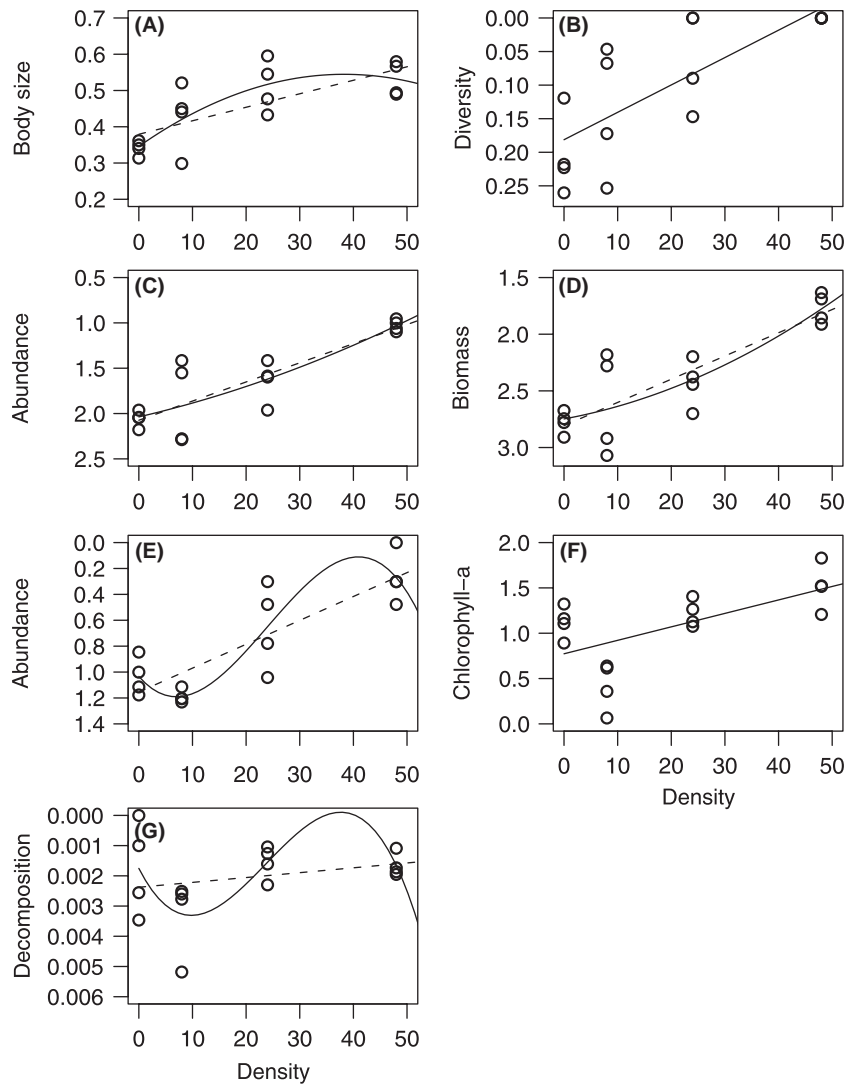 (A)
Body size
0.7
0.6
0.5
0.4
0.3
0.2
0 10 20 30 40 50
(B)
Diversity
0.00
0.05
0.10
0.15
0.20
0.25
0 10 20 30 40 50
(C)
Abundance
0.5
1.0
1.5
2.0
2.5
0 10 20 30 40 50
(D)
Biomass
1.5
2.0
2.5
3.0
0 10 20 30 40 50
(E)
Abundance
0.0
0.2
0.4
0.6
0.8
1.0
1.2
1.4
0 10 20 30 40 50
(F)
Chlorophyll–a
2.0
1.5
1.0
0.5
0.0
0 10 20 30 40 50
Density
(G)
Decomposition
0.000
0.001
0.002
0.003
0.004
0.005
0.006
0 10 20 30 40 50
Density